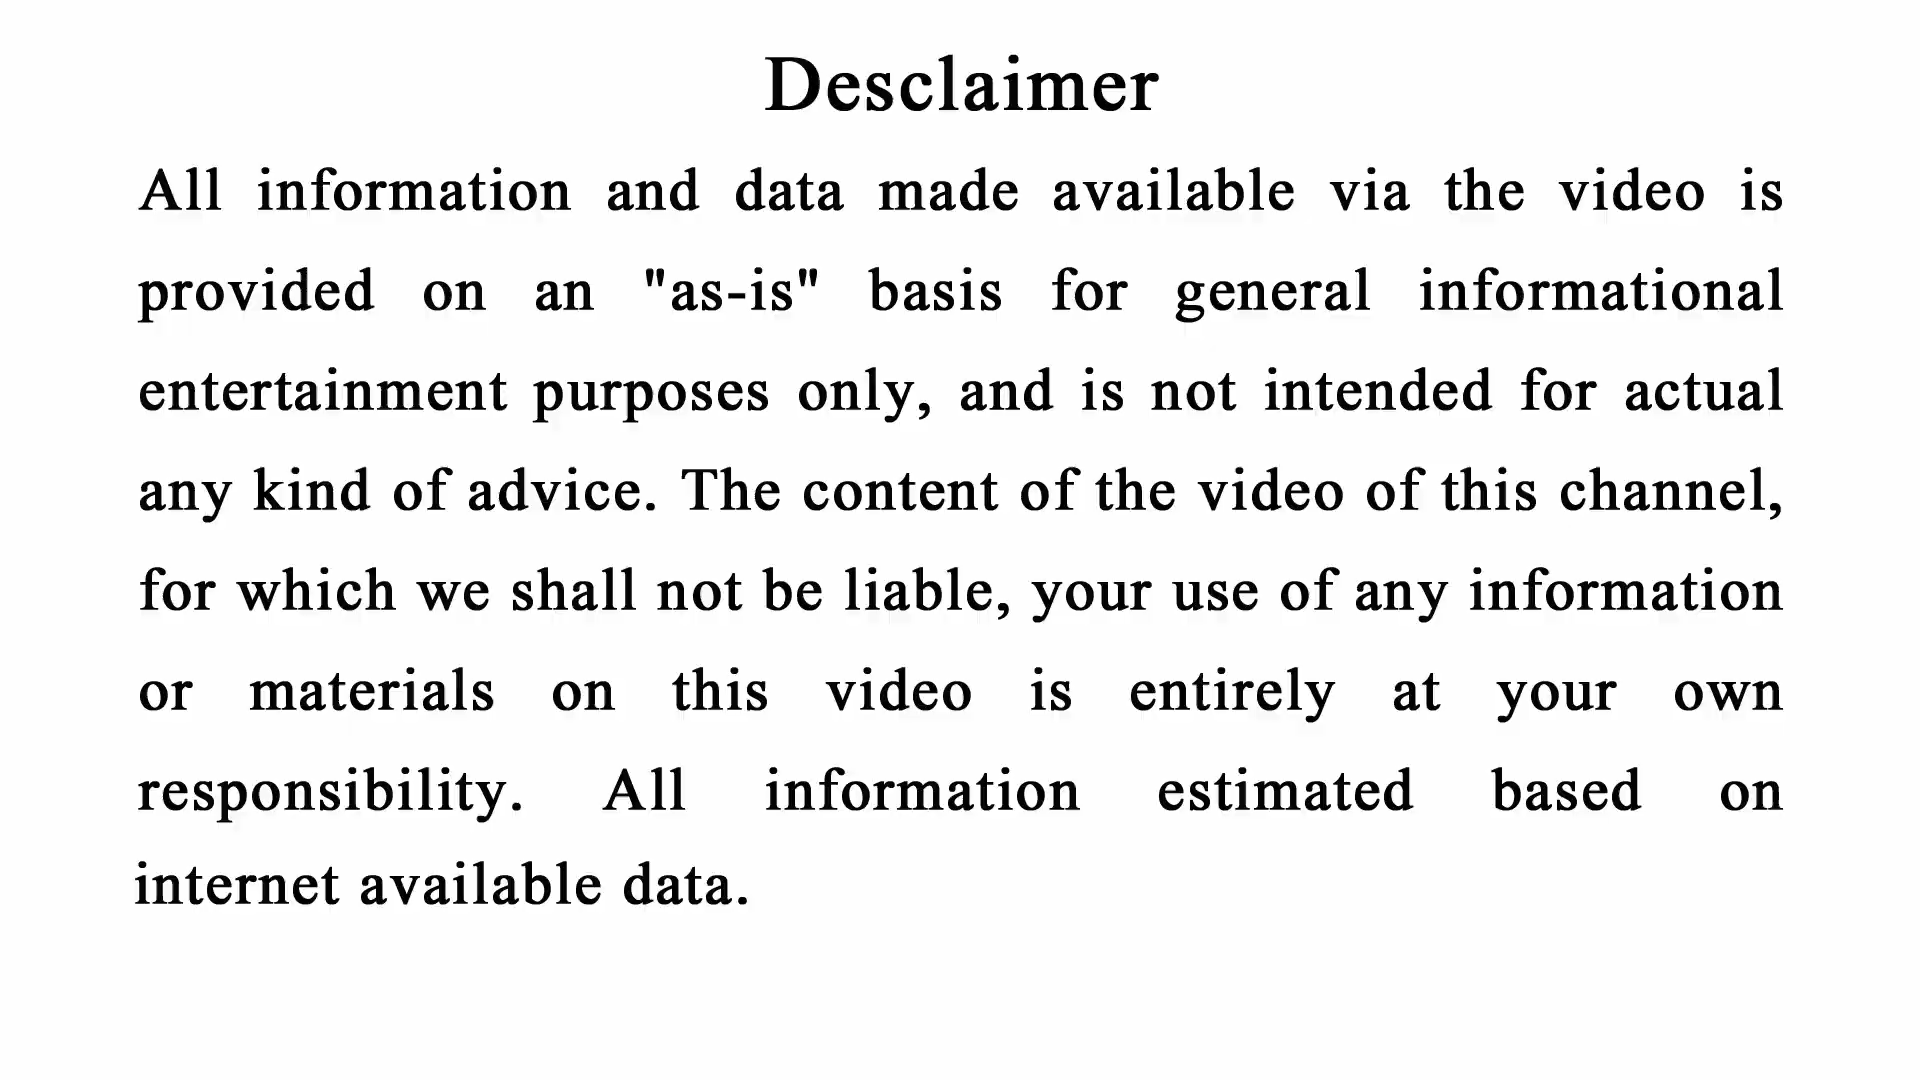 Desclaimer
All information and data made available via the video is
provided on an "as-is" basis for general informational
entertainment purposes only, and is not intended for actual
any kind of advice. The content of the video of this channel,
for which we shall not be liable, your use of any information
or materials on this video is entirely at your own
responsibility. All information estimated based on
internet available data.